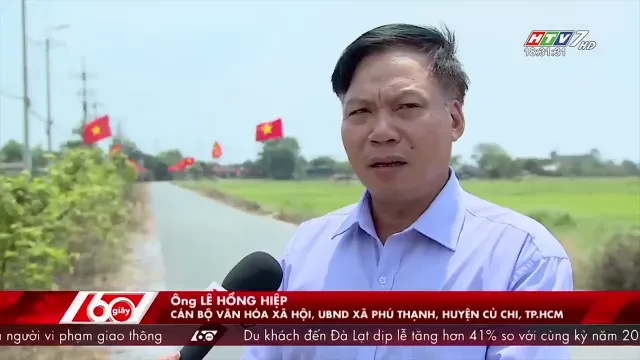 HTV7 HD
18:31:31
60 giây
Ông LÊ HỒNG HIỆP
CÁN BỘ VĂN HÓA XÃ HỘI, UBND XÃ PHÚ THẠNH, HUYỆN CỦ CHI, TP.HCM
người vi phạm giao thông
Du khách đến Đà Lạt dịp lễ tăng hơn 41% so với cùng kỳ năm